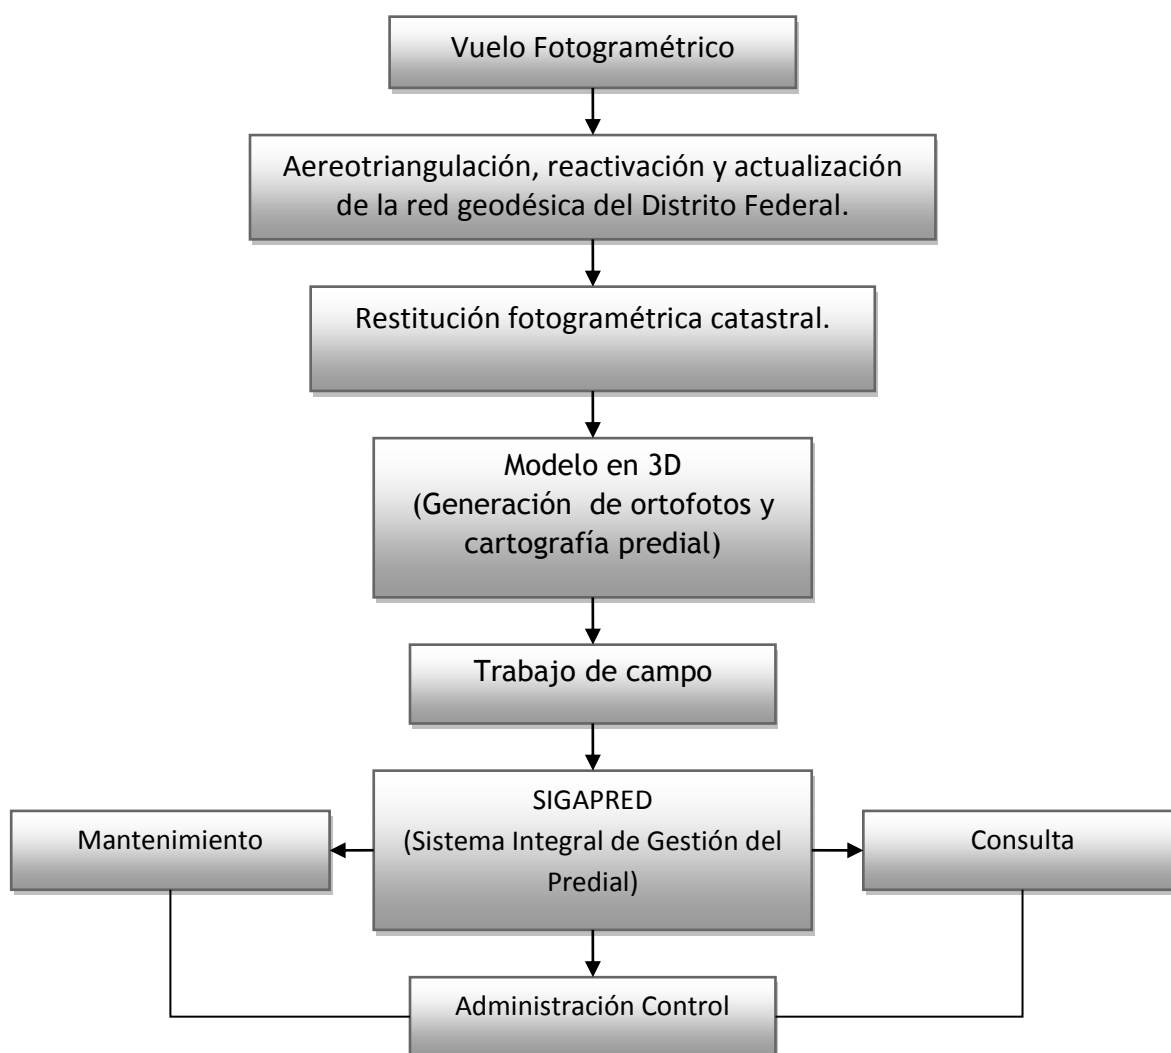 Vuelo Fotogramétrico
Aereotriangulación, reactivación y actualización
de la red geodésica del Distrito Federal.
Restitución fotogramétrica catastral.
Modelo en 3D
(Generación de ortofotos y
cartografía predial)
Trabajo de campo
SIGAPRED
(Sistema Integral de Gestión del
Predial)
Mantenimiento
Consulta
Administración Control